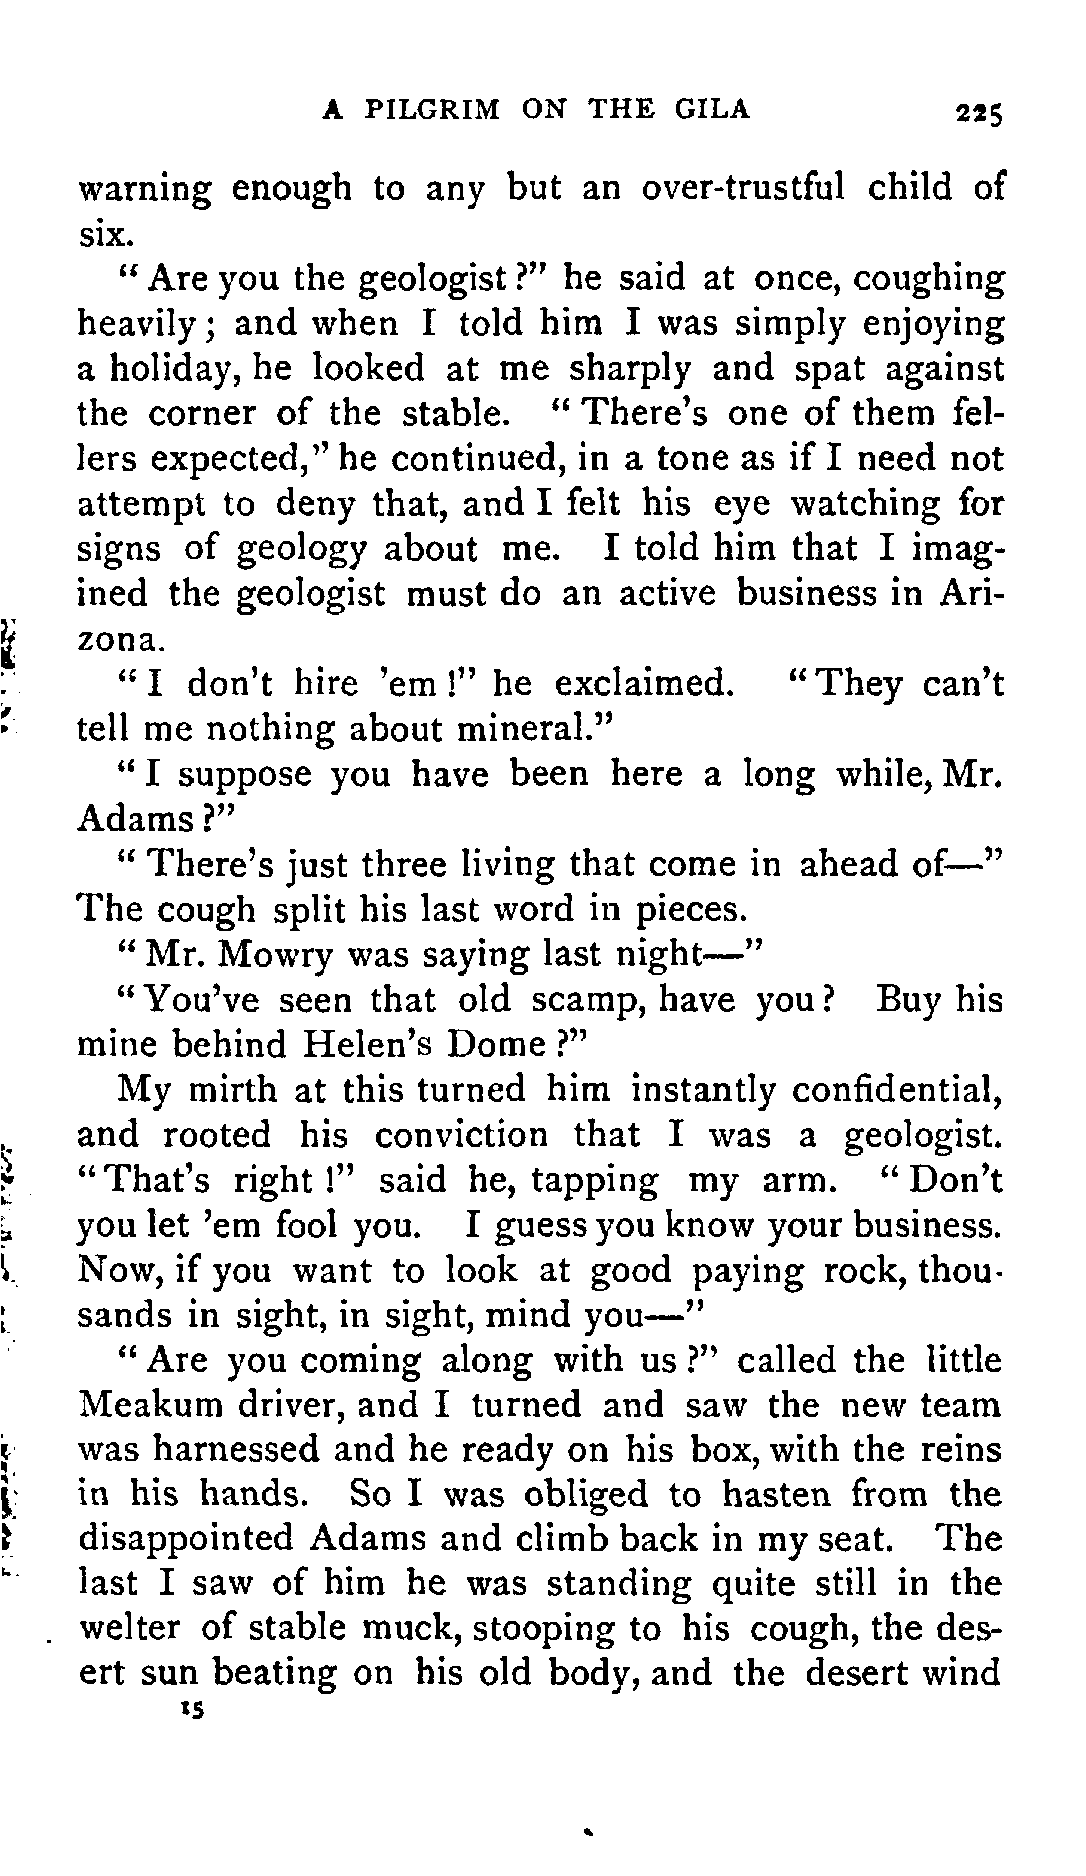 A PILGRIM ON THE GILA 225
warning enough to any but an over-trustful child of
six.
"Are you the geologist?" he said at once, coughing
heavily; and when I told him I was simply enjoying
a holiday, he looked at me sharply and spat against
the corner of the stable. "There's one of them fel-
lers expected," he continued, in a tone as if I need not
attempt to deny that, and I felt his eye watching for
signs of geology about me. I told him that I imag-
ined the geologist must do an active business in Ari-
zona.
"I don't hire 'em!" he exclaimed. "They can't
tell me nothing about mineral."
"I suppose you have been here a long while, Mr.
Adams?"
"There's just three living that come in ahead of—"
The cough split his last word in pieces.
"Mr. Mowry was saying last night—"
"You've seen that old scamp, have you? Buy his
mine behind Helen's Dome?"
My mirth at this turned him instantly confidential,
and rooted his conviction that I was a geologist.
"That's right!" said he, tapping my arm. "Don't
you let 'em fool you. I guess you know your business.
Now, if you want to look at good paying rock, thou-
sands in sight, in sight, mind you—"
"Are you coming along with us?" called the little
Meakum driver, and I turned and saw the new team
was harnessed and he ready on his box, with the reins
in his hands. So I was obliged to hasten from the
disappointed Adams and climb back in my seat. The
last I saw of him he was standing quite still in the
welter of stable muck, stooping to his cough, the des-
ert sun beating on his old body, and the desert wind
15